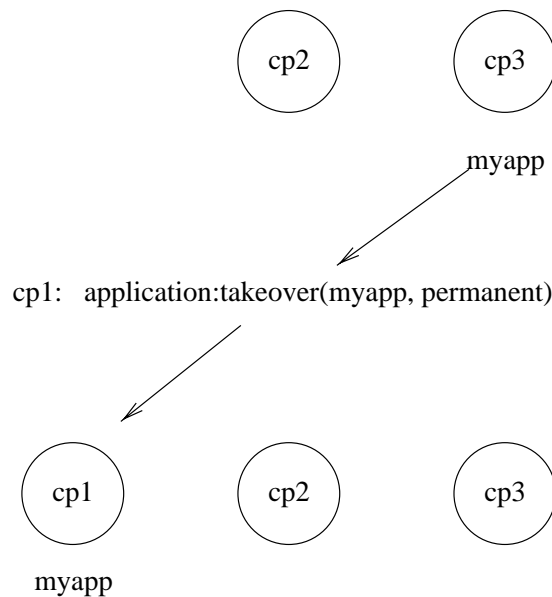 cp2 cp3
myapp
cp1: application:takeover(myapp, permanent)
cp1 cp2 cp3
myapp